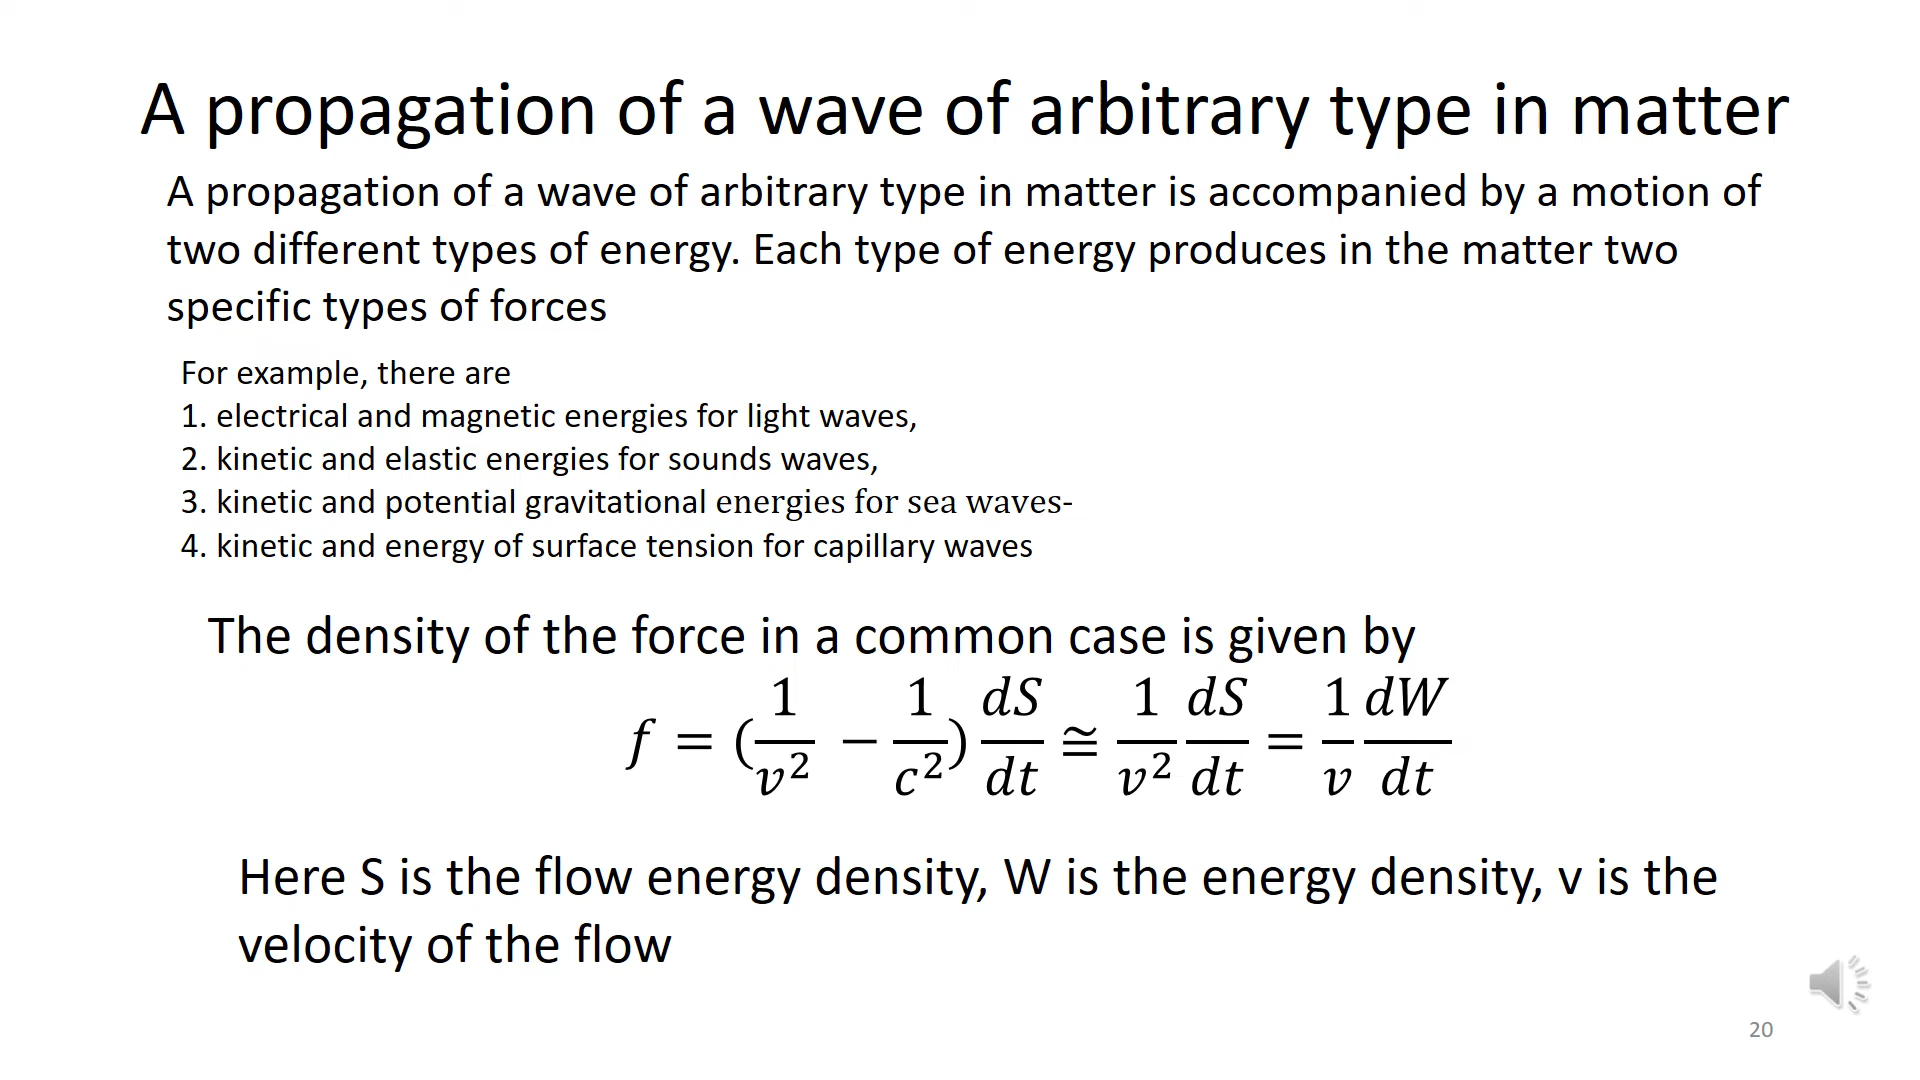 A propagation of a wave of arbitrary type in matter
A propagation of a wave of arbitrary type in matter is accompanied by a motion of
two different types of energy. Each type of energy produces in the matter two
specific types of forces
For example, there are
1. electrical and magnetic energies for light waves,
2. kinetic and elastic energies for sounds waves,
3. kinetic and potential gravitational energies for sea waves-
4. kinetic and energy of surface tension for capillary waves
The density of the force in a common case is given by
f = (1/v² − 1/c²) dS/dt ≅ 1/v² dS/dt = 1/v dW/dt
Here S is the flow energy density, W is the energy density, v is the
velocity of the flow
20